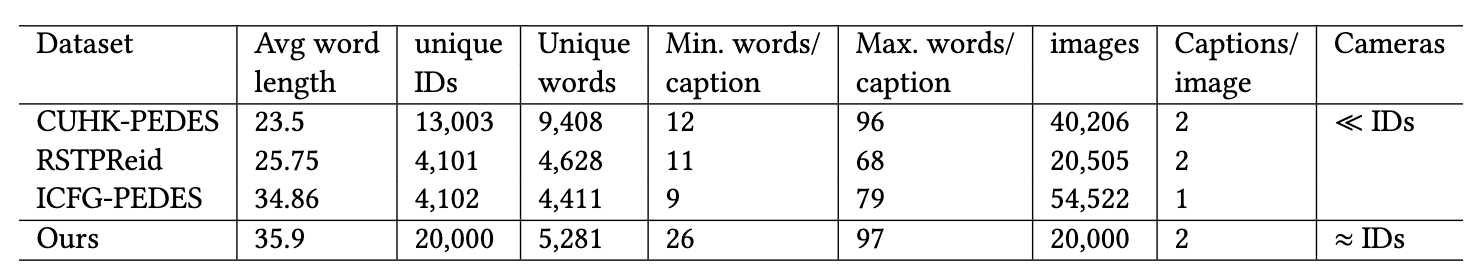 Dataset Avg word unique Unique Min. words/ Max. words/ images Captions/ Cameras
length IDs words caption caption image
CUHK-PEDES 23.5 13,003 9,408 12 96 40,206 2 ≪ IDs
RSTPReid 25.75 4,101 4,628 11 68 20,505 2
ICFG-PEDES 34.86 4,102 4,411 9 79 54,522 1
Ours 35.9 20,000 5,281 26 97 20,000 2 ≈ IDs